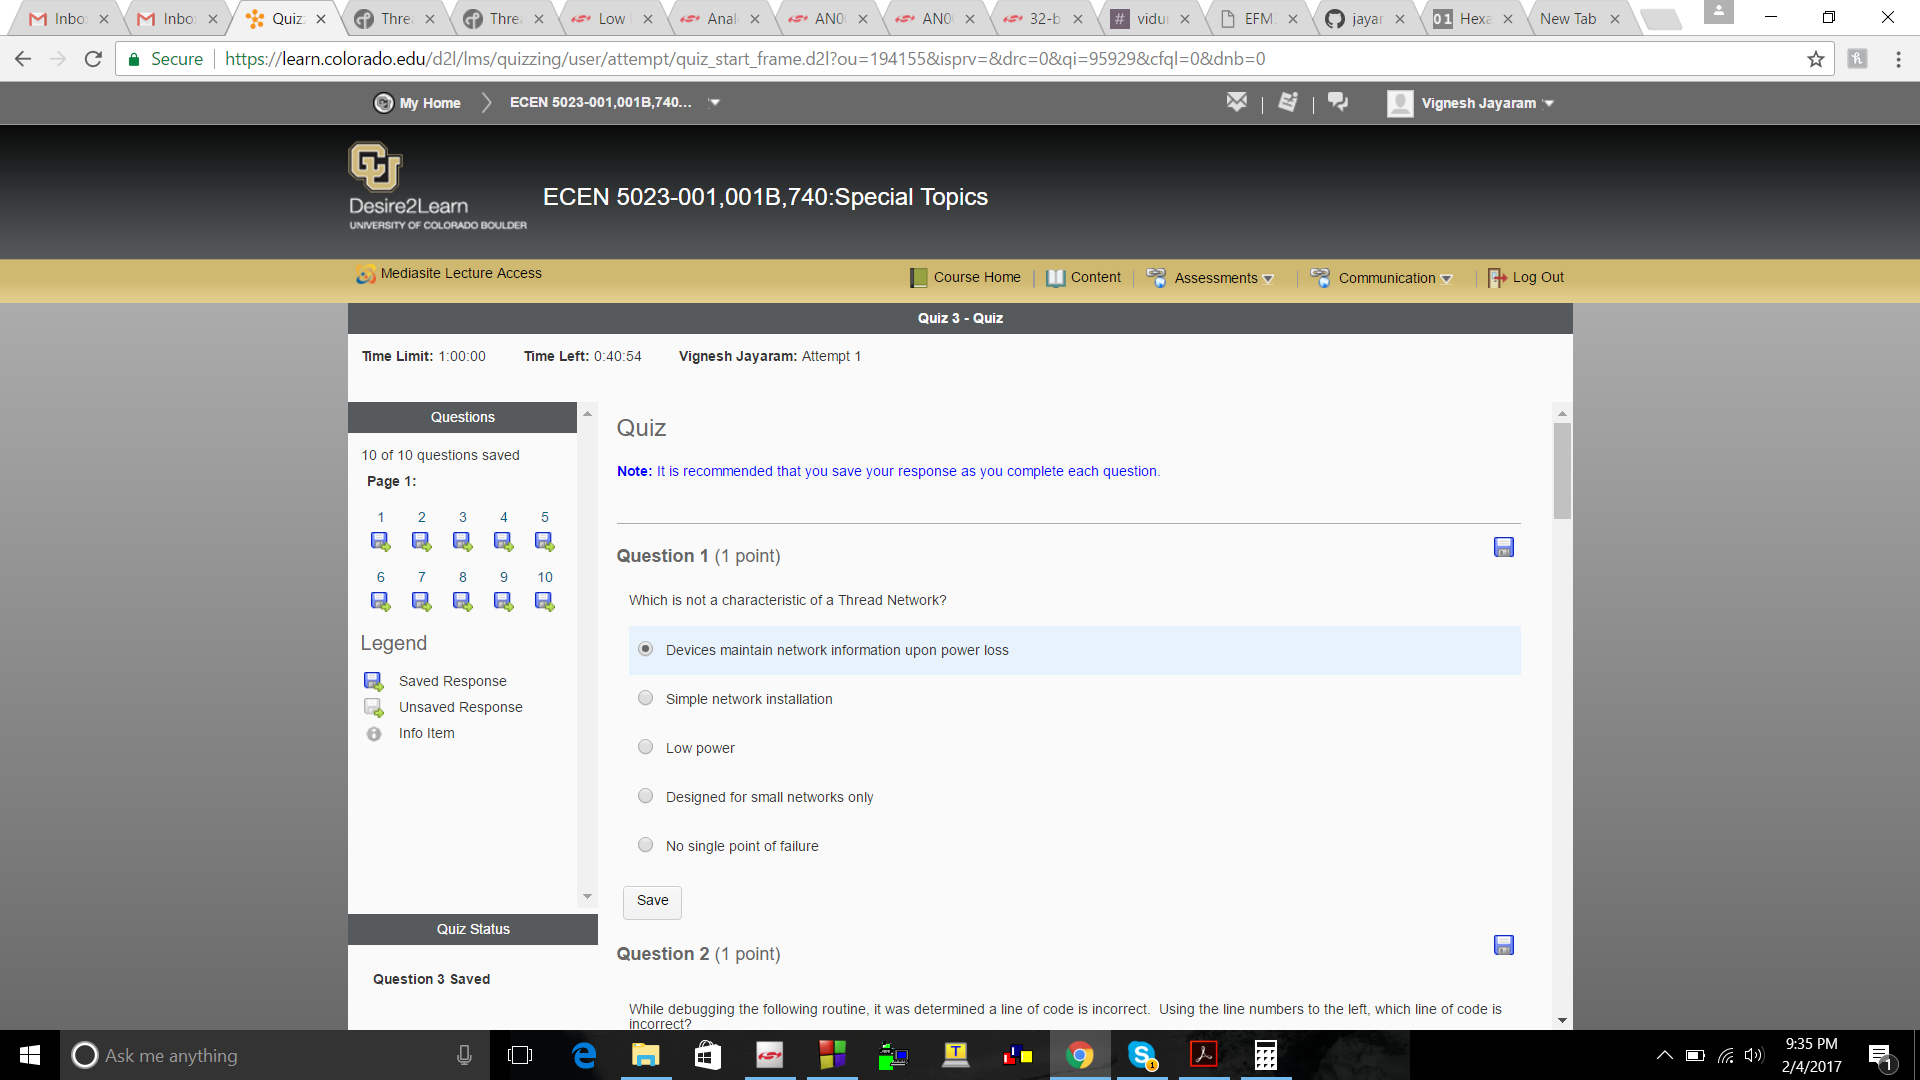 Inbo Inbo Quiz Threa Threa Low Anal AN0 AN0 32-b vidur EFM3 jayar Hexa New Tab
Secure https://learn.colorado.edu/d2l/lms/quizzing/user/attempt/quiz_start_frame.d2l?ou=194155&isprv=&drc=0&qi=95929&cfql=0&dnb=0
My Home ECEN 5023-001,001B,740... Vignesh Jayaram
CU
Desire2Learn
UNIVERSITY OF COLORADO BOULDER
ECEN 5023-001,001B,740:Special Topics
Mediasite Lecture Access Course Home Content Assessments Communication Log Out
Quiz 3 - Quiz
Time Limit: 1:00:00 Time Left: 0:40:54 Vignesh Jayaram: Attempt 1
Questions
10 of 10 questions saved
Page 1:
1 2 3 4 5
6 7 8 9 10
Legend
Saved Response
Unsaved Response
Info Item
Quiz Status
Question 3 Saved
Quiz
Note: It is recommended that you save your response as you complete each question.
Question 1 (1 point)
Which is not a characteristic of a Thread Network?
Devices maintain network information upon power loss
Simple network installation
Low power
Designed for small networks only
No single point of failure
Save
Question 2 (1 point)
While debugging the following routine, it was determined a line of code is incorrect. Using the line numbers to the left, which line of code is
incorrect?
Ask me anything
9:35 PM
2/4/2017
1